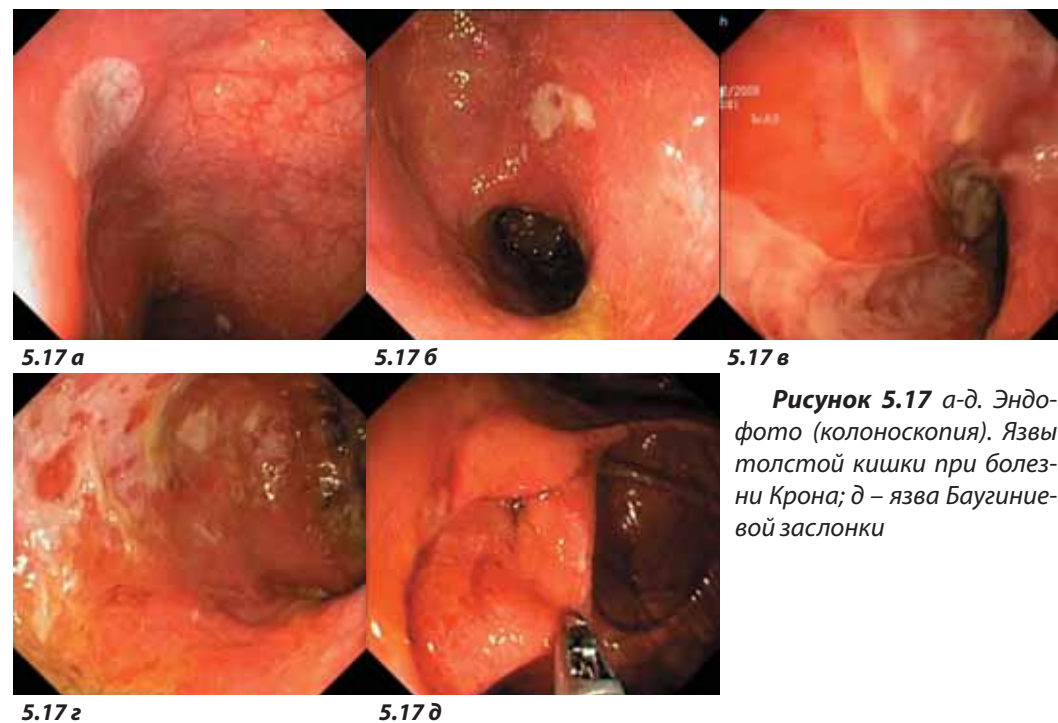 h
/2008
5.17 а
5.17 б
5.17 в
Рисунок 5.17 а-д. Эндо-
фото (колоноскопия). Язвы
толстой кишки при болез-
ни Крона; д – язва Баугиние-
вой заслонки
5.17 г
5.17 д